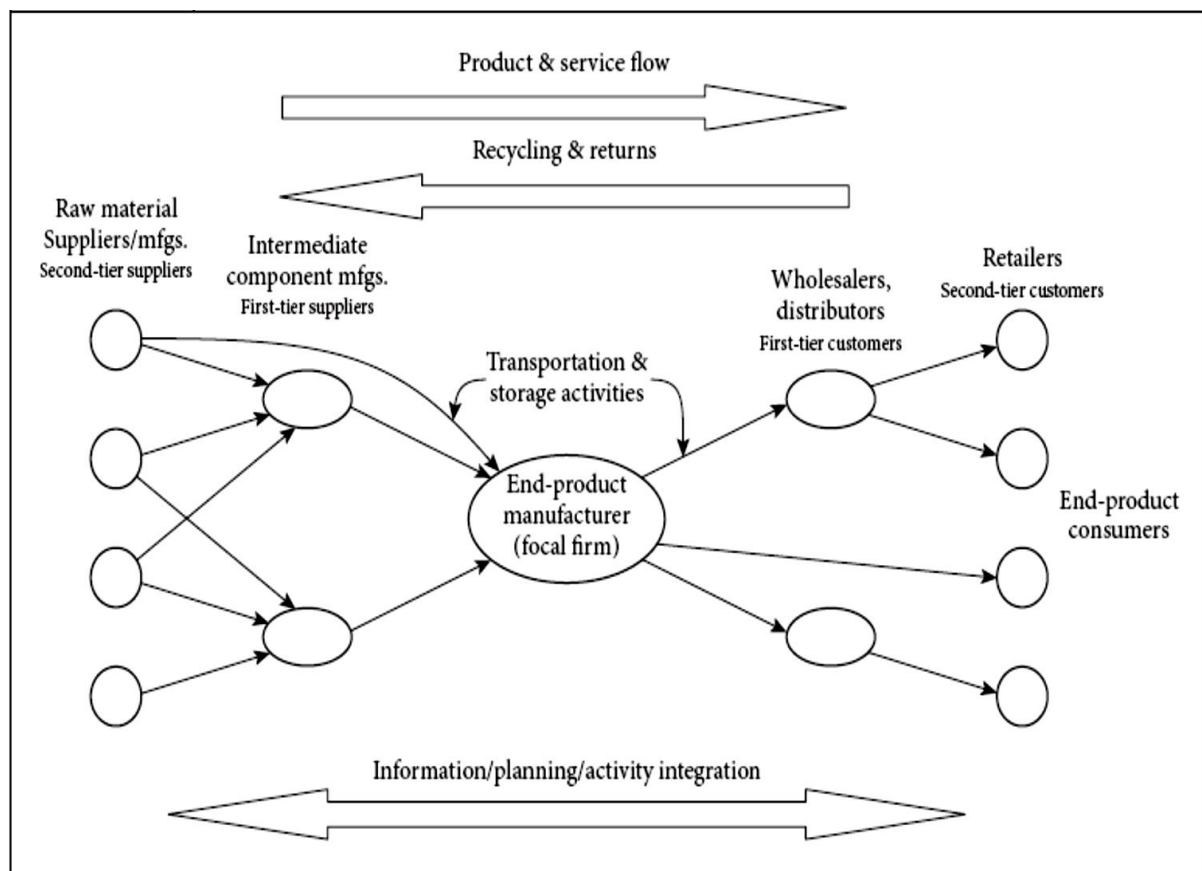 Product & service flow
Recycling & returns
Raw material
Suppliers/mfgs.
Second-tier suppliers
Intermediate
component mfgs.
First-tier suppliers
Wholesalers,
distributors
First-tier customers
Retailers
Second-tier customers
Transportation &
storage activities
End-product
manufacturer
(focal firm)
End-product
consumers
Information/planning/activity integration